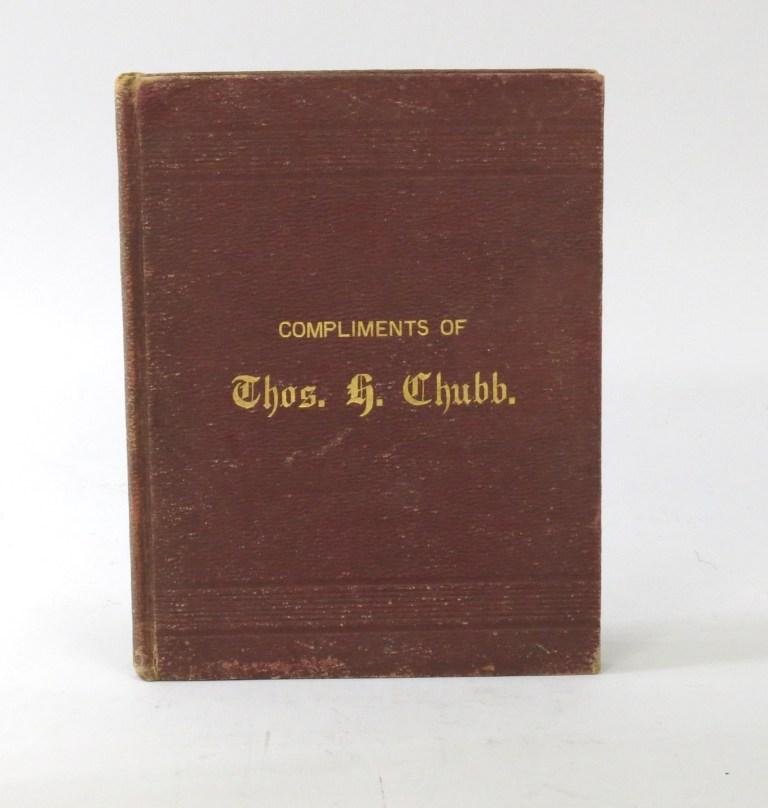 COMPLIMENTS OF
Thos. H. Chubb.